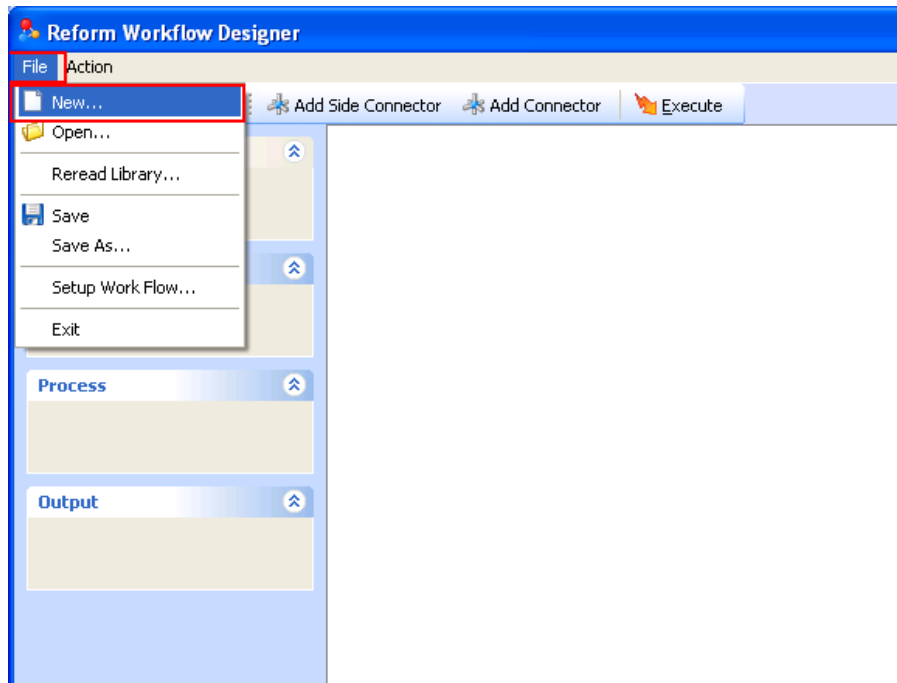 Reform Workflow Designer
File Action
New...
Add Side Connector Add Connector Execute
Open...
Reread Library...
Save
Save As...
Setup Work Flow...
Exit
Process
Output